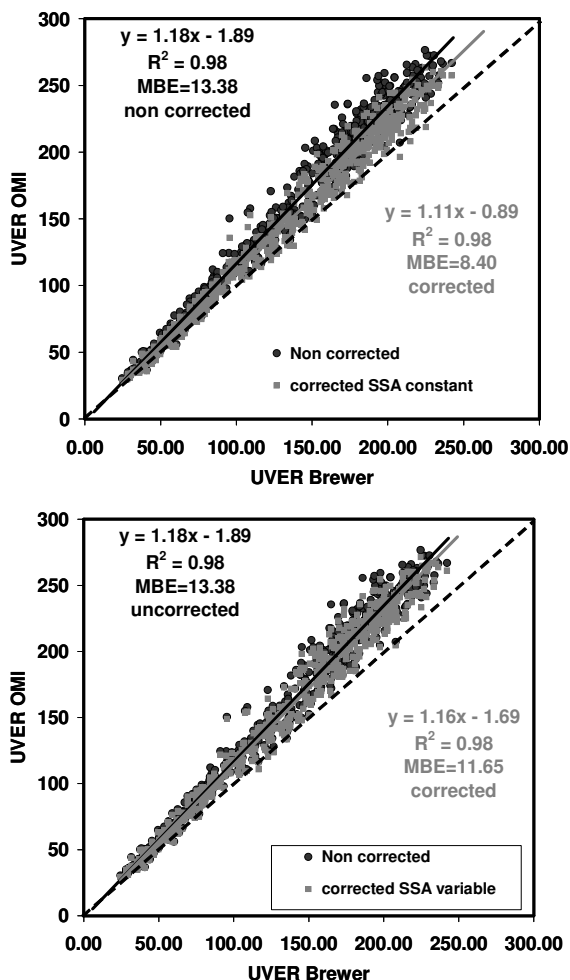 300
250
200
150
100
50
0
UVER OMI
y = 1.18x - 1.89
R² = 0.98
MBE=13.38
non corrected
y = 1.11x - 0.89
R² = 0.98
MBE=8.40
corrected
Non corrected
corrected SSA constant
0.00 50.00 100.00 150.00 200.00 250.00 300.00
UVER Brewer
300
250
200
150
100
50
0
UVER OMI
y = 1.18x - 1.89
R² = 0.98
MBE=13.38
uncorrected
y = 1.16x - 1.69
R² = 0.98
MBE=11.65
corrected
Non corrected
corrected SSA variable
0.00 50.00 100.00 150.00 200.00 250.00 300.00
UVER Brewer